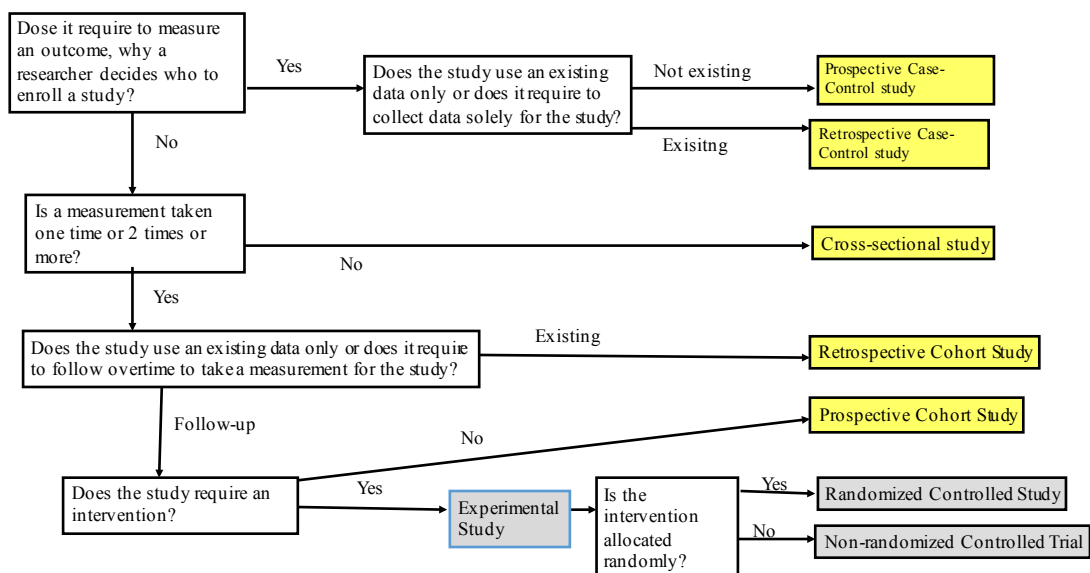 Dose it require to measure
an outcome, why a
researcher decides who to
enroll a study?
Yes
Does the study use an existing
data only or does it require to
collect data solely for the study?
Not existing
Prospective Case-
Control study
Exisitng
Retrospective Case-
Control study
No
Is a measurement taken
one time or 2 times or
more?
No
Cross-sectional study
Yes
Does the study use an existing data only or does it require
to follow overtime to take a measurement for the study?
Existing
Retrospective Cohort Study
Follow-up
No
Prospective Cohort Study
Does the study require an
intervention?
Yes
Experimental
Study
Is the
intervention
allocated
randomly?
Yes
Randomized Controlled Study
No
Non-randomized Controlled Trial